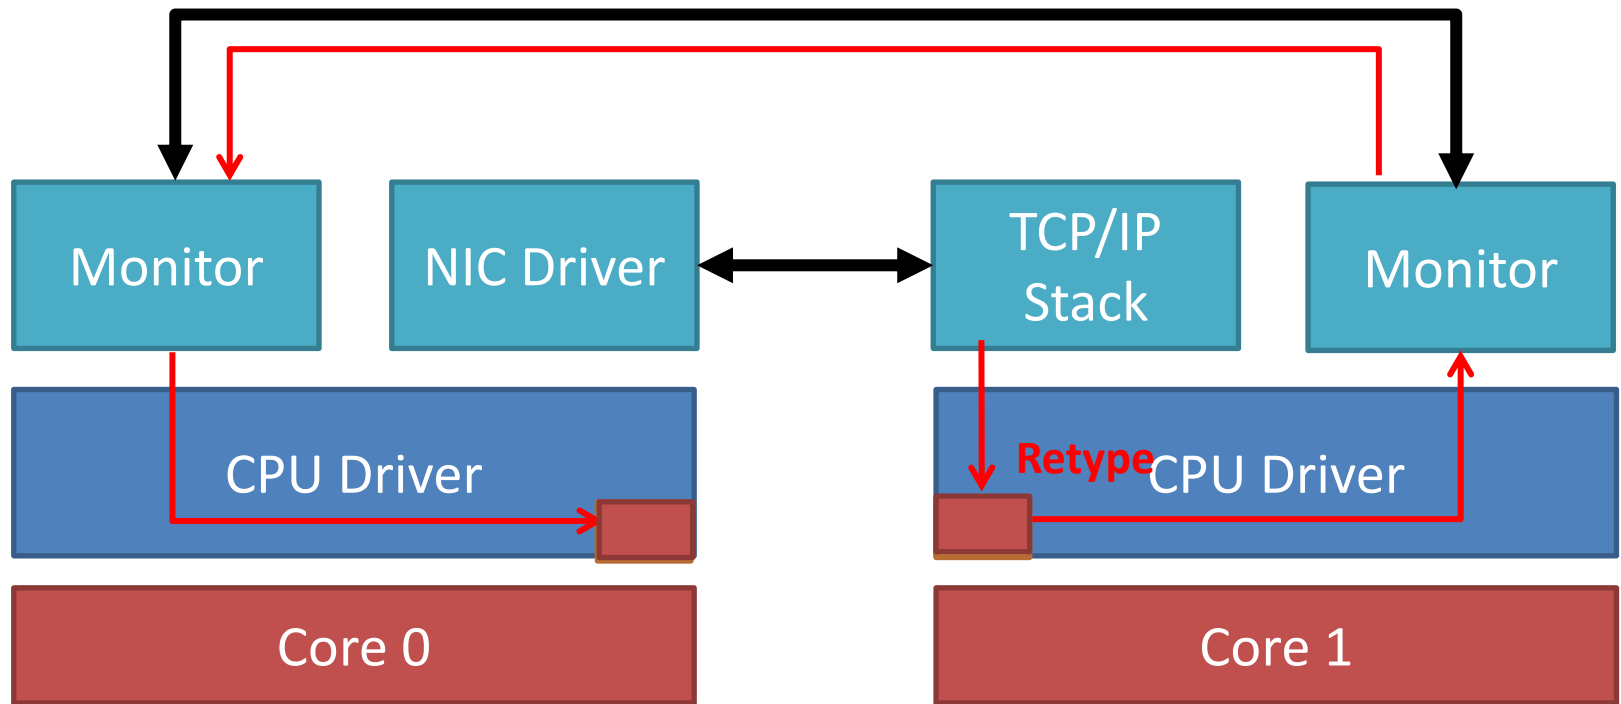 Monitor
NIC Driver
TCP/IP
Stack
Monitor
CPU Driver
Retype
CPU Driver
Core 0
Core 1